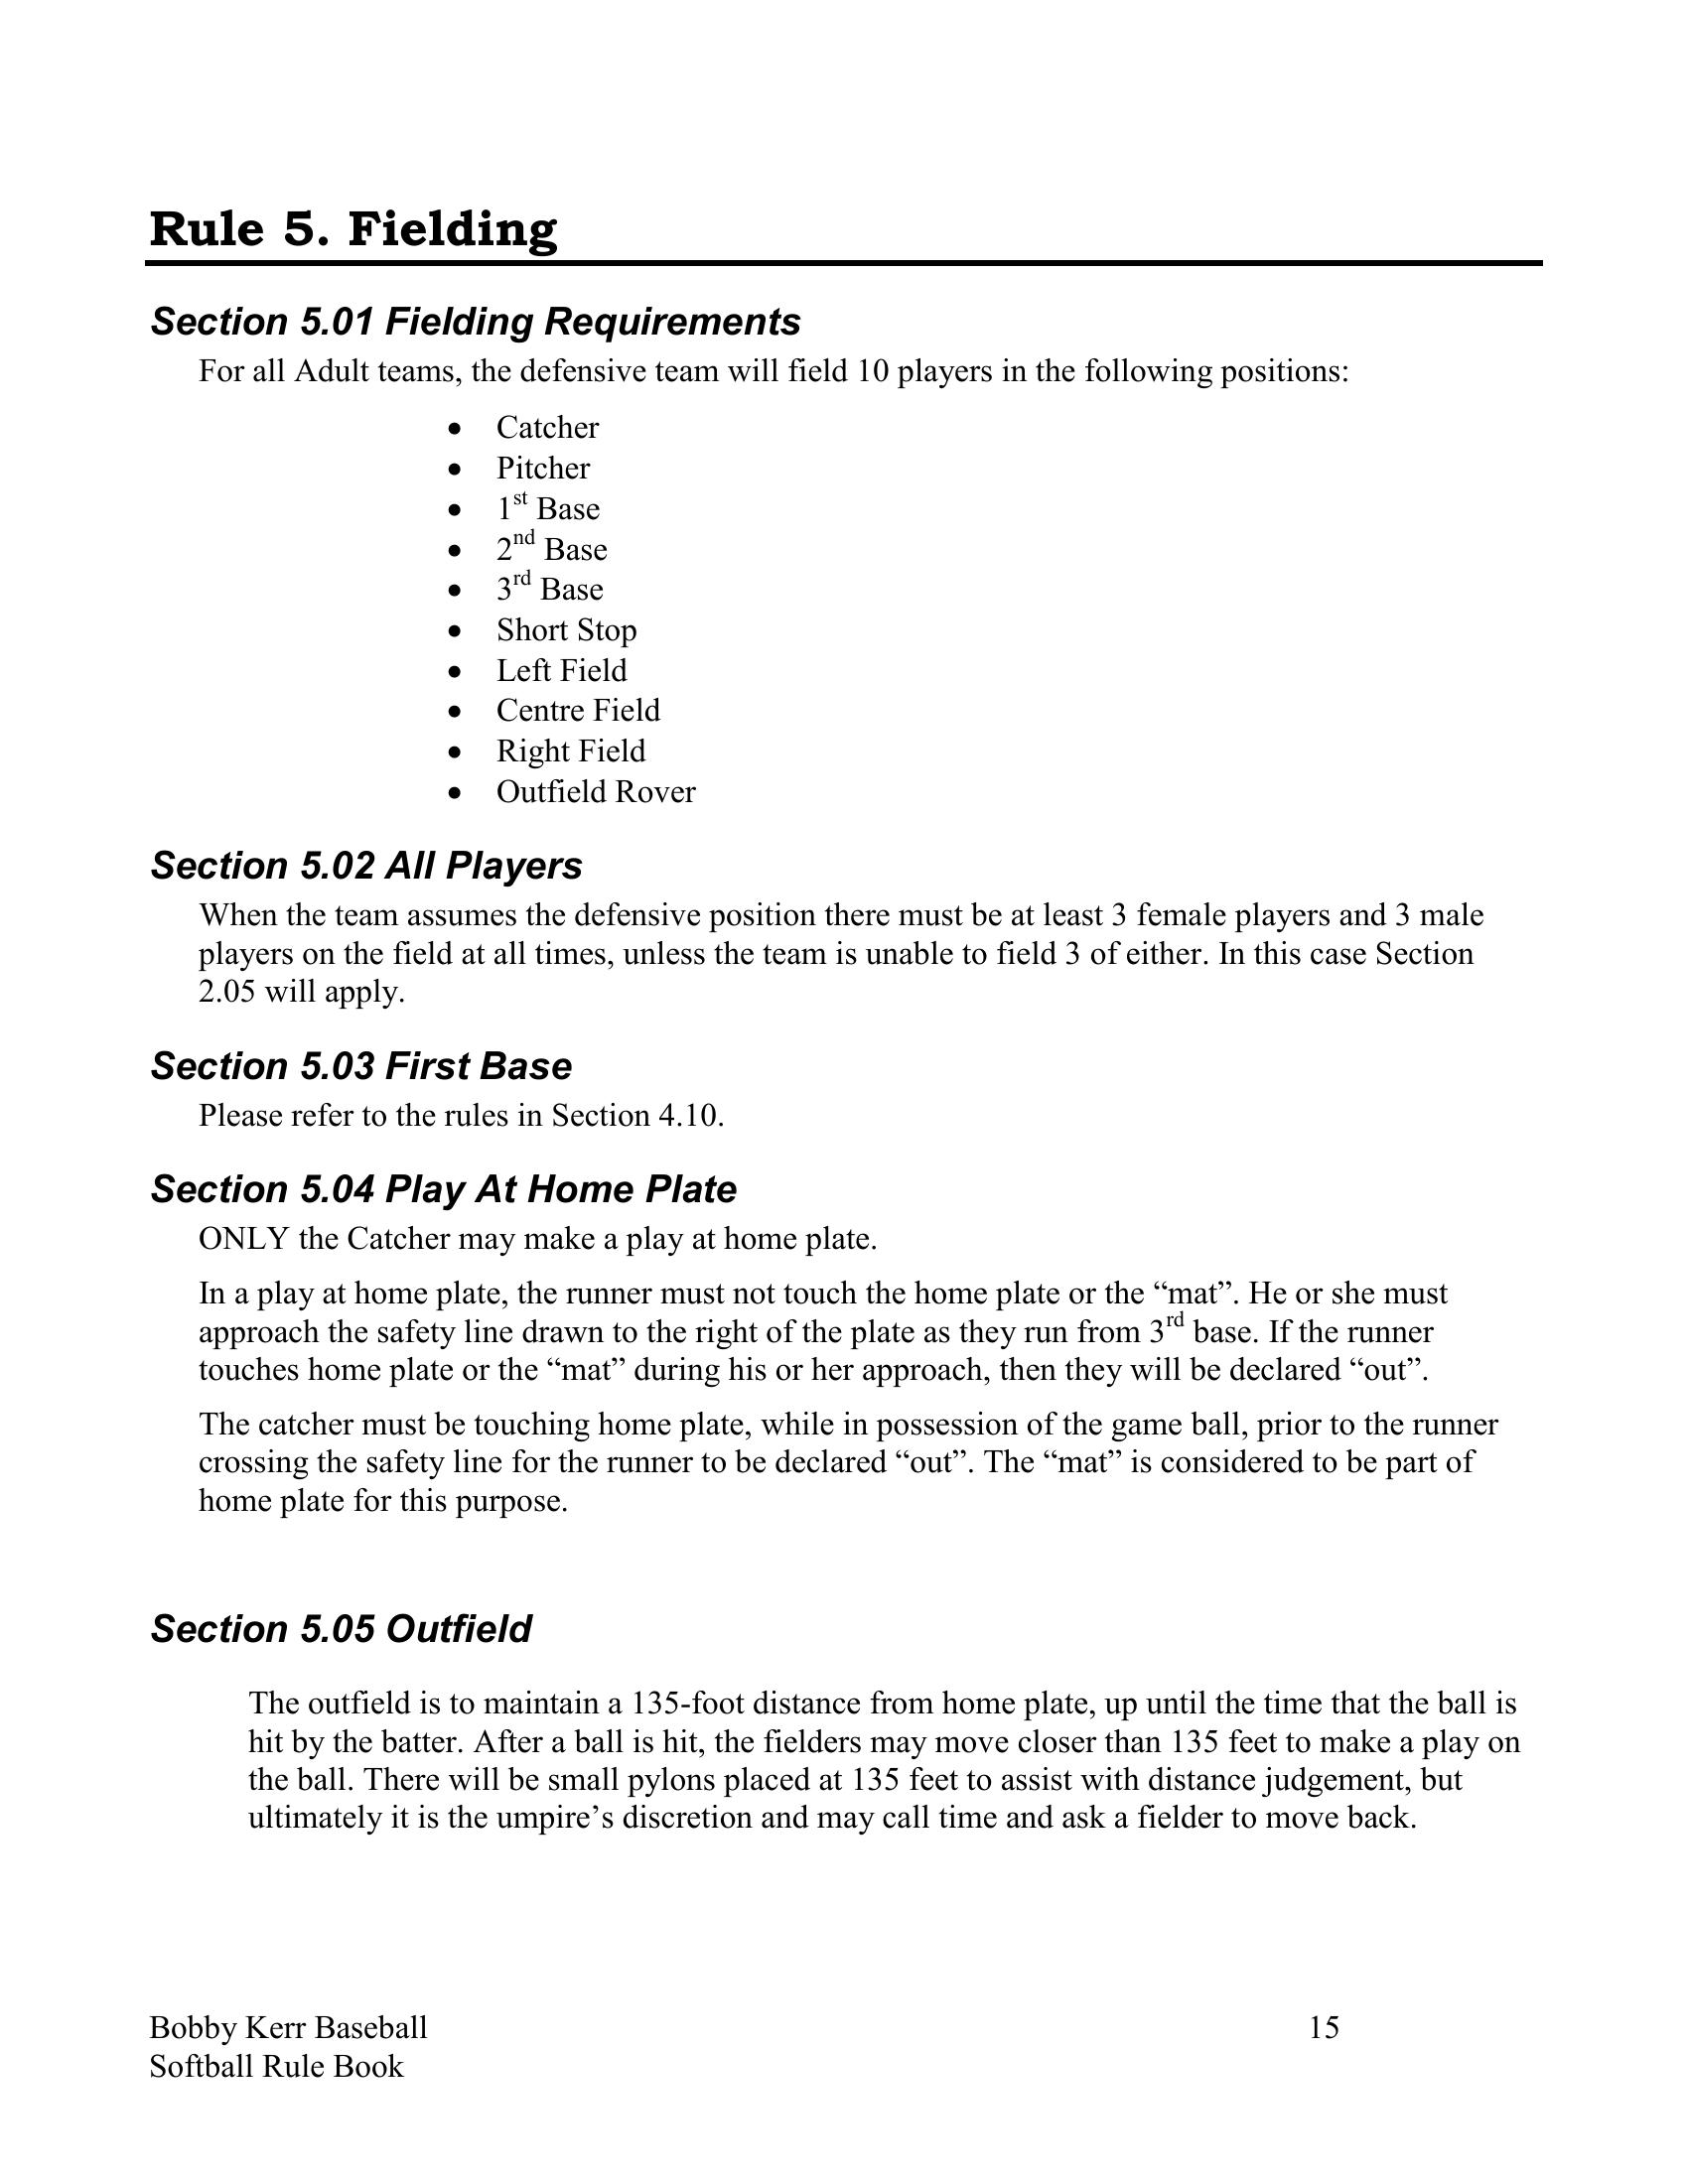 Rule 5. Fielding
Section 5.01 Fielding Requirements
For all Adult teams, the defensive team will field 10 players in the following positions:
• Catcher
• Pitcher
• 1st Base
• 2nd Base
• 3rd Base
• Short Stop
• Left Field
• Centre Field
• Right Field
• Outfield Rover
Section 5.02 All Players
When the team assumes the defensive position there must be at least 3 female players and 3 male
players on the field at all times, unless the team is unable to field 3 of either. In this case Section
2.05 will apply.
Section 5.03 First Base
Please refer to the rules in Section 4.10.
Section 5.04 Play At Home Plate
ONLY the Catcher may make a play at home plate.
In a play at home plate, the runner must not touch the home plate or the “mat”. He or she must
approach the safety line drawn to the right of the plate as they run from 3rd base. If the runner
touches home plate or the “mat” during his or her approach, then they will be declared “out”.
The catcher must be touching home plate, while in possession of the game ball, prior to the runner
crossing the safety line for the runner to be declared “out”. The “mat” is considered to be part of
home plate for this purpose.
Section 5.05 Outfield
The outfield is to maintain a 135-foot distance from home plate, up until the time that the ball is
hit by the batter. After a ball is hit, the fielders may move closer than 135 feet to make a play on
the ball. There will be small pylons placed at 135 feet to assist with distance judgement, but
ultimately it is the umpire’s discretion and may call time and ask a fielder to move back.
Bobby Kerr Baseball 15
Softball Rule Book